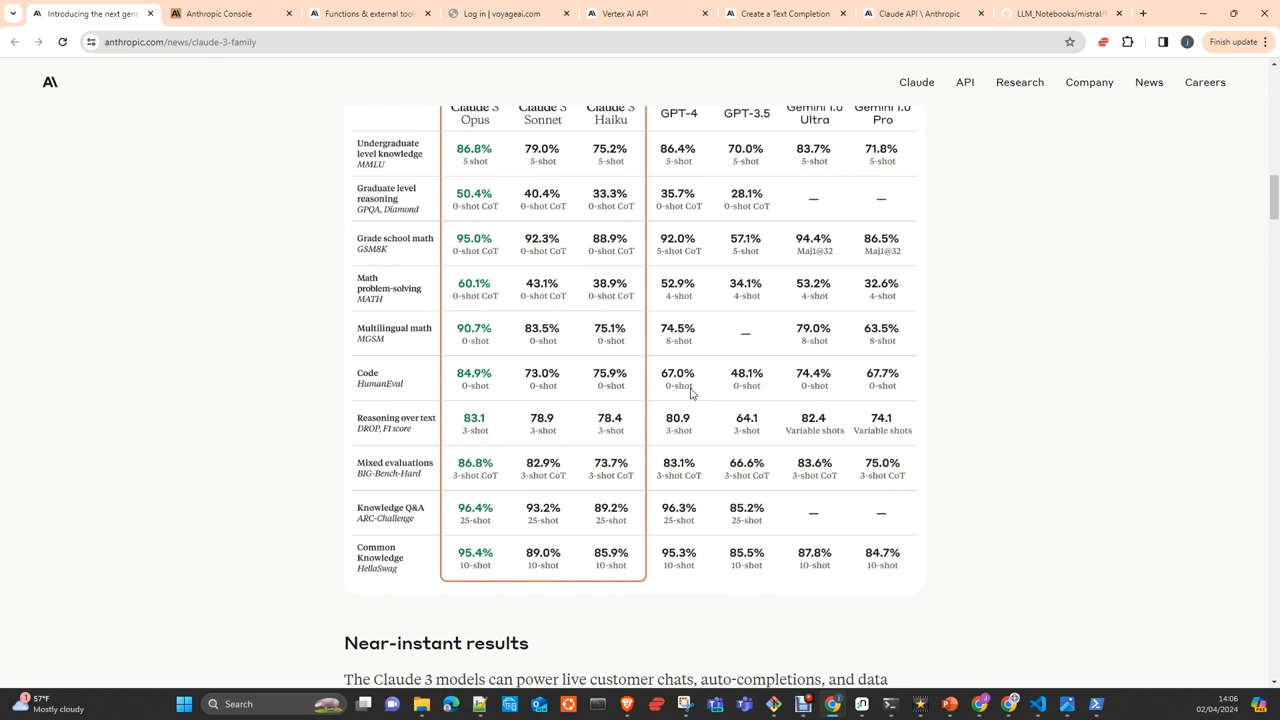 Introducing the next gene
Anthropic Console
Functions & external tool
Log in | voyageai.com
Vertex AI API
Create a Text Completion
Claude API \ Anthropic
LLM_Notebooks/mistral/1
anthropic.com/news/claude-3-family
Finish update
Claude API Research Company News Careers
Claude 3 Opus Claude 3 Sonnet Claude 3 Haiku GPT-4 GPT-3.5 Gemini 1.0 Ultra Gemini 1.0 Pro
Undergraduate level knowledge MMLU
86.8% 79.0% 75.2% 86.4% 70.0% 83.7% 71.8%
5 shot 5-shot 5-shot 5-shot 5-shot 5-shot 5-shot
Graduate level reasoning GPQA, Diamond
50.4% 40.4% 33.3% 35.7% 28.1% — —
0-shot CoT 0-shot CoT 0-shot CoT 0-shot CoT 0-shot CoT
Grade school math GSM8K
95.0% 92.3% 88.9% 92.0% 57.1% 94.4% 86.5%
0-shot CoT 0-shot CoT 0-shot CoT 5-shot CoT 5-shot Maj1@32 Maj1@32
Math problem-solving MATH
60.1% 43.1% 38.9% 52.9% 34.1% 53.2% 32.6%
0-shot CoT 0-shot CoT 0-shot CoT 4-shot 4-shot 4-shot 4-shot
Multilingual math MGSM
90.7% 83.5% 75.1% 74.5% — 79.0% 63.5%
0-shot 0-shot 0-shot 8-shot 8-shot 8-shot
Code HumanEval
84.9% 73.0% 75.9% 67.0% 48.1% 74.4% 67.7%
0-shot 0-shot 0-shot 0-shot 0-shot 0-shot 0-shot
Reasoning over text DROP, F1 score
83.1 78.9 78.4 80.9 64.1 82.4 74.1
3-shot 3-shot 3-shot 3-shot 3-shot Variable shots Variable shots
Mixed evaluations BIG-Bench-Hard
86.8% 82.9% 73.7% 83.1% 66.6% 83.6% 75.0%
3-shot CoT 3-shot CoT 3-shot CoT 3-shot CoT 3-shot CoT 3-shot CoT 3-shot CoT
Knowledge Q&A ARC-Challenge
96.4% 93.2% 89.2% 96.3% 85.2% — —
25-shot 25-shot 25-shot 25-shot 25-shot
Common Knowledge HellaSwag
95.4% 89.0% 85.9% 95.3% 85.5% 87.8% 84.7%
10-shot 10-shot 10-shot 10-shot 10-shot 10-shot 10-shot
Near-instant results
The Claude 3 models can power live customer chats, auto-completions, and data
57°F
Mostly cloudy
Search
14:06
02/04/2024